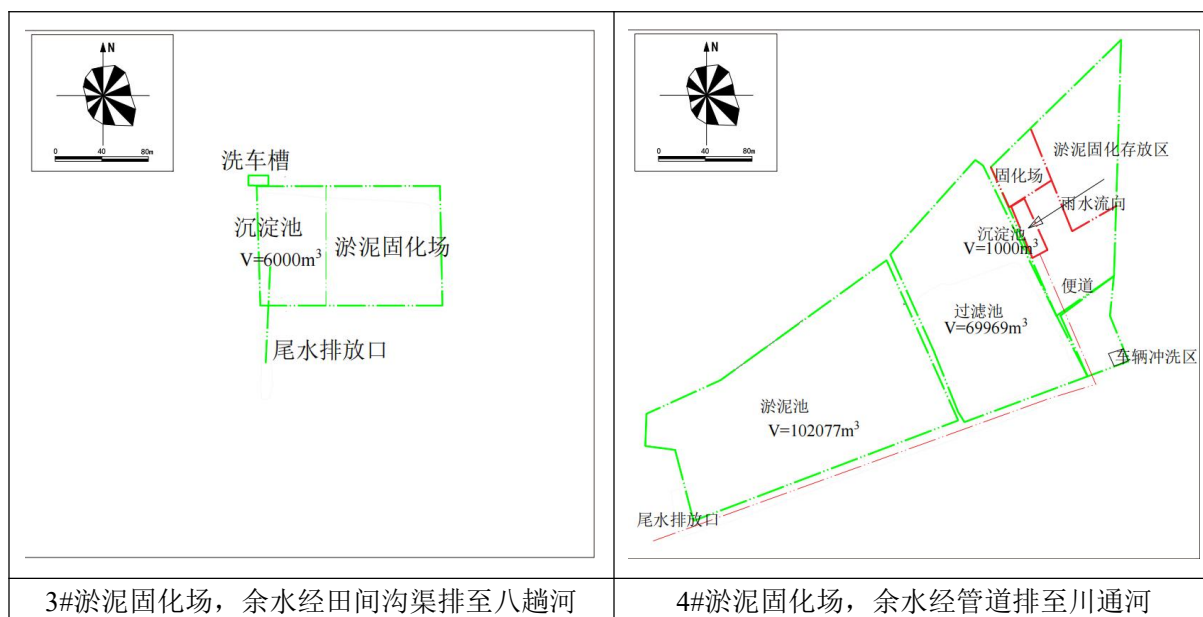 N
0 40 80m
洗车槽
沉淀池
V=6000m³
淤泥固化场
尾水排放口
3#淤泥固化场，余水经田间沟渠排至八趟河
N
0 40 80m
淤泥固化存放区
固化场
雨水流向
沉淀池
V=1000m³
便道
过滤池
V=69969m³
车辆冲洗区
淤泥池
V=102077m³
尾水排放口
4#淤泥固化场，余水经管道排至川通河